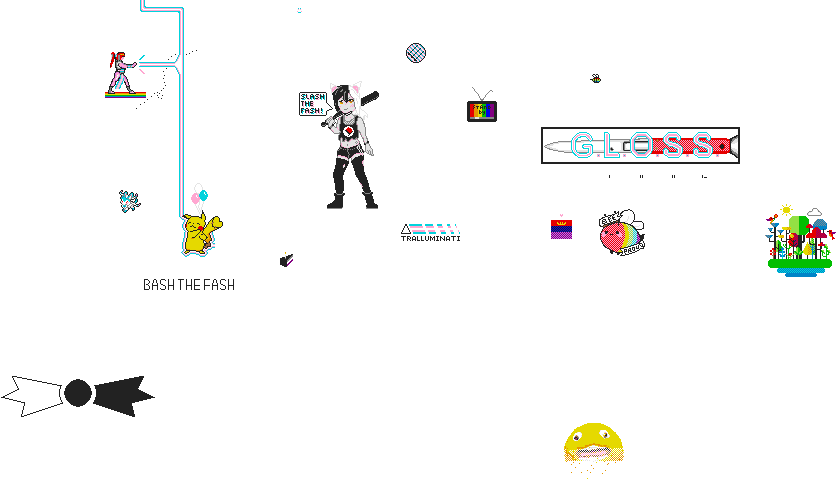 SLASH
THE
FASH!
G.L.O.S.S.
TRALLUMINATI
BASH THE FASH